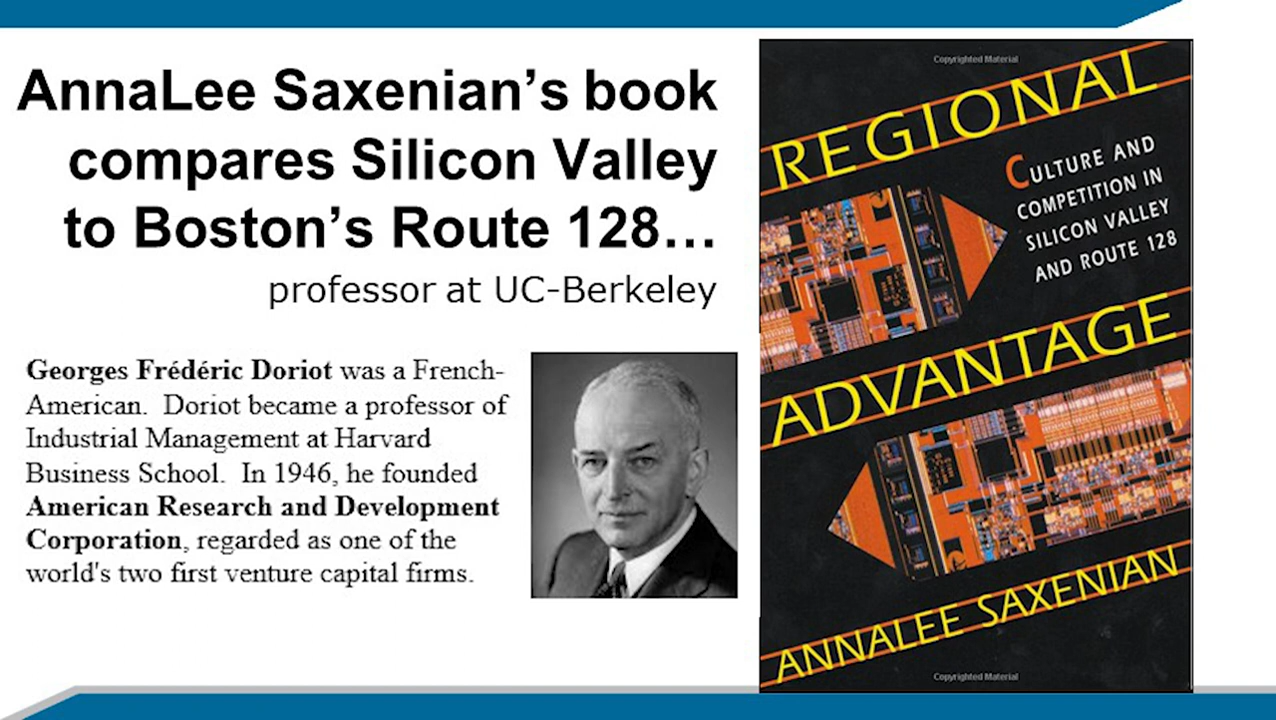 AnnaLee Saxenian’s book
compares Silicon Valley
to Boston’s Route 128…
professor at UC-Berkeley
Georges Frédéric Doriot was a French-
American. Doriot became a professor of
Industrial Management at Harvard
Business School. In 1946, he founded
American Research and Development
Corporation, regarded as one of the
world's two first venture capital firms.
Copyrighted Material
REGIONAL
CULTURE AND
COMPETITION IN
SILICON VALLEY
AND ROUTE 128
ADVANTAGE
ANNALEE SAXENIAN
Copyrighted Material